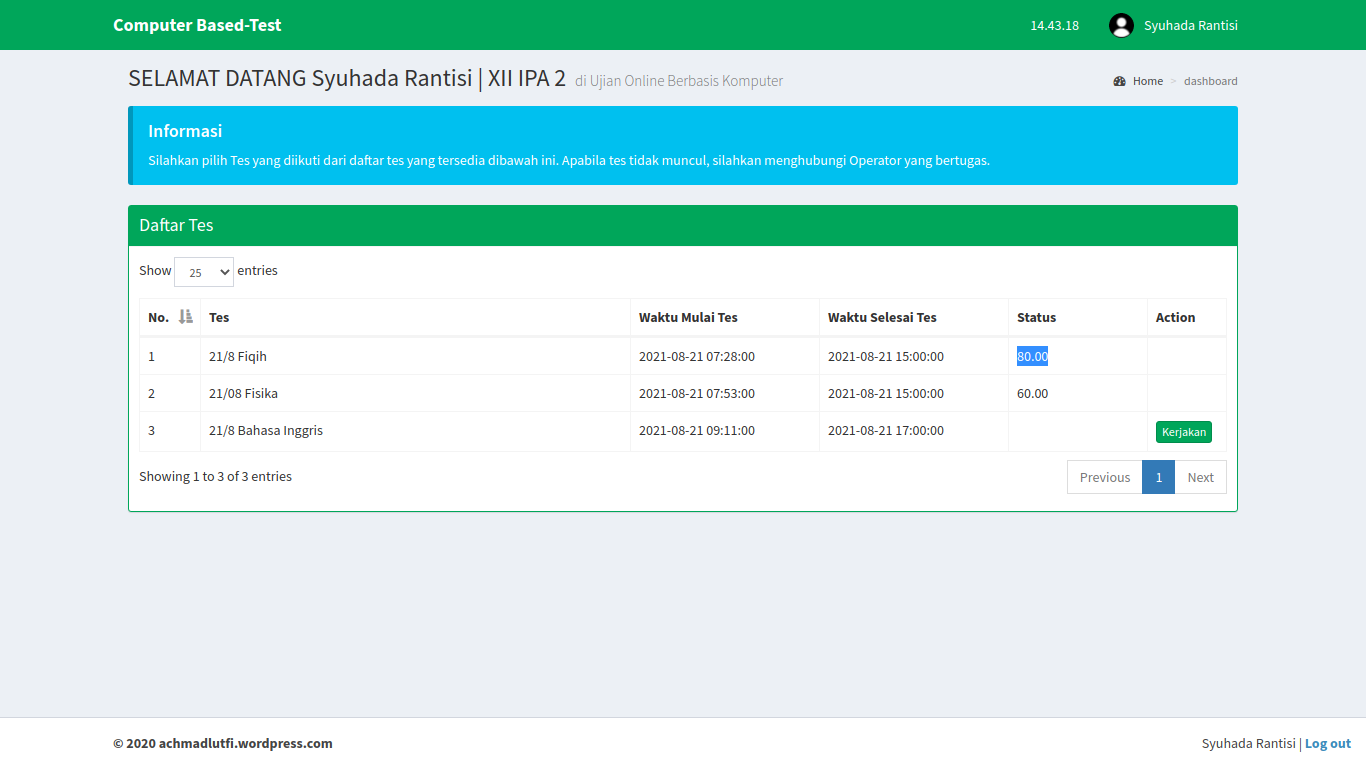 Computer Based-Test 14.43.18 Syuhada Rantisi
SELAMAT DATANG Syuhada Rantisi | XII IPA 2 di Ujian Online Berbasis Komputer Home > dashboard
Informasi
Silahkan pilih Tes yang diikuti dari daftar tes yang tersedia dibawah ini. Apabila tes tidak muncul, silahkan menghubungi Operator yang bertugas.
Daftar Tes
Show 25 entries
No. Tes Waktu Mulai Tes Waktu Selesai Tes Status Action
1 21/8 Fiqih 2021-08-21 07:28:00 2021-08-21 15:00:00 80.00
2 21/08 Fisika 2021-08-21 07:53:00 2021-08-21 15:00:00 60.00
3 21/8 Bahasa Inggris 2021-08-21 09:11:00 2021-08-21 17:00:00 Kerjakan
Showing 1 to 3 of 3 entries Previous 1 Next
© 2020 achmadlutfi.wordpress.com Syuhada Rantisi | Log out